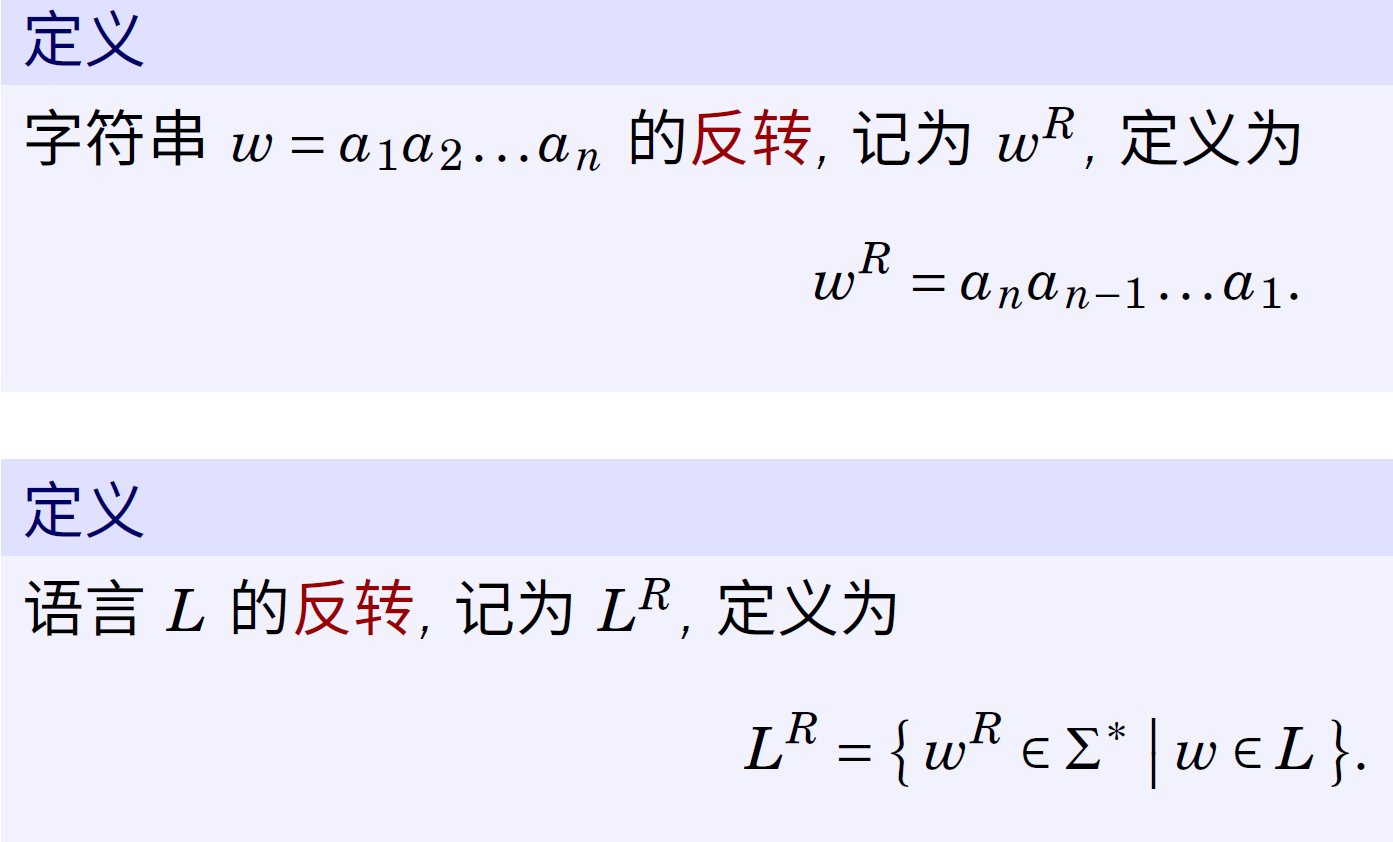 定义
字符串 w = a₁a₂…aₙ 的反转, 记为 wᴿ, 定义为
wᴿ = aₙaₙ₋₁…a₁.
定义
语言 L 的反转, 记为 Lᴿ, 定义为
Lᴿ = { wᴿ ∈ Σ* | w ∈ L }.